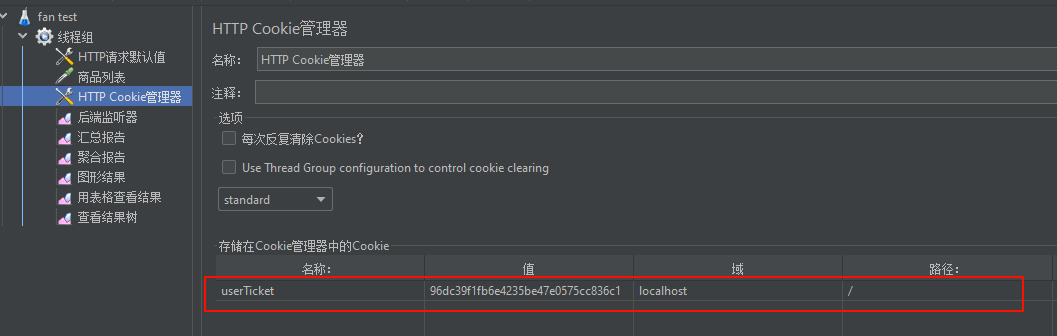 fan test
线程组
HTTP请求默认值
商品列表
HTTP Cookie管理器
后端监听器
汇总报告
聚合报告
图形结果
用表格查看结果
查看结果树
HTTP Cookie管理器
名称： HTTP Cookie管理器
注释：
选项
每次反复清除Cookies？
Use Thread Group configuration to control cookie clearing
standard
存储在Cookie管理器中的Cookie
名称： 值 域 路径：
userTicket 96dc39f1fb6e4235be47e0575cc836c1 localhost /